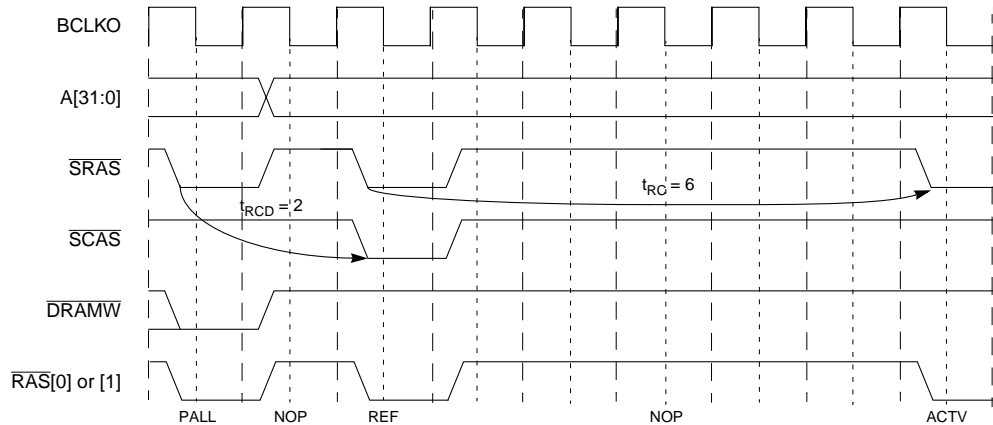 BCLKO
A[31:0]
SRAS
tRC = 6
tRCD = 2
SCAS
DRAMW
RAS[0] or [1]
PALL NOP REF NOP ACTV